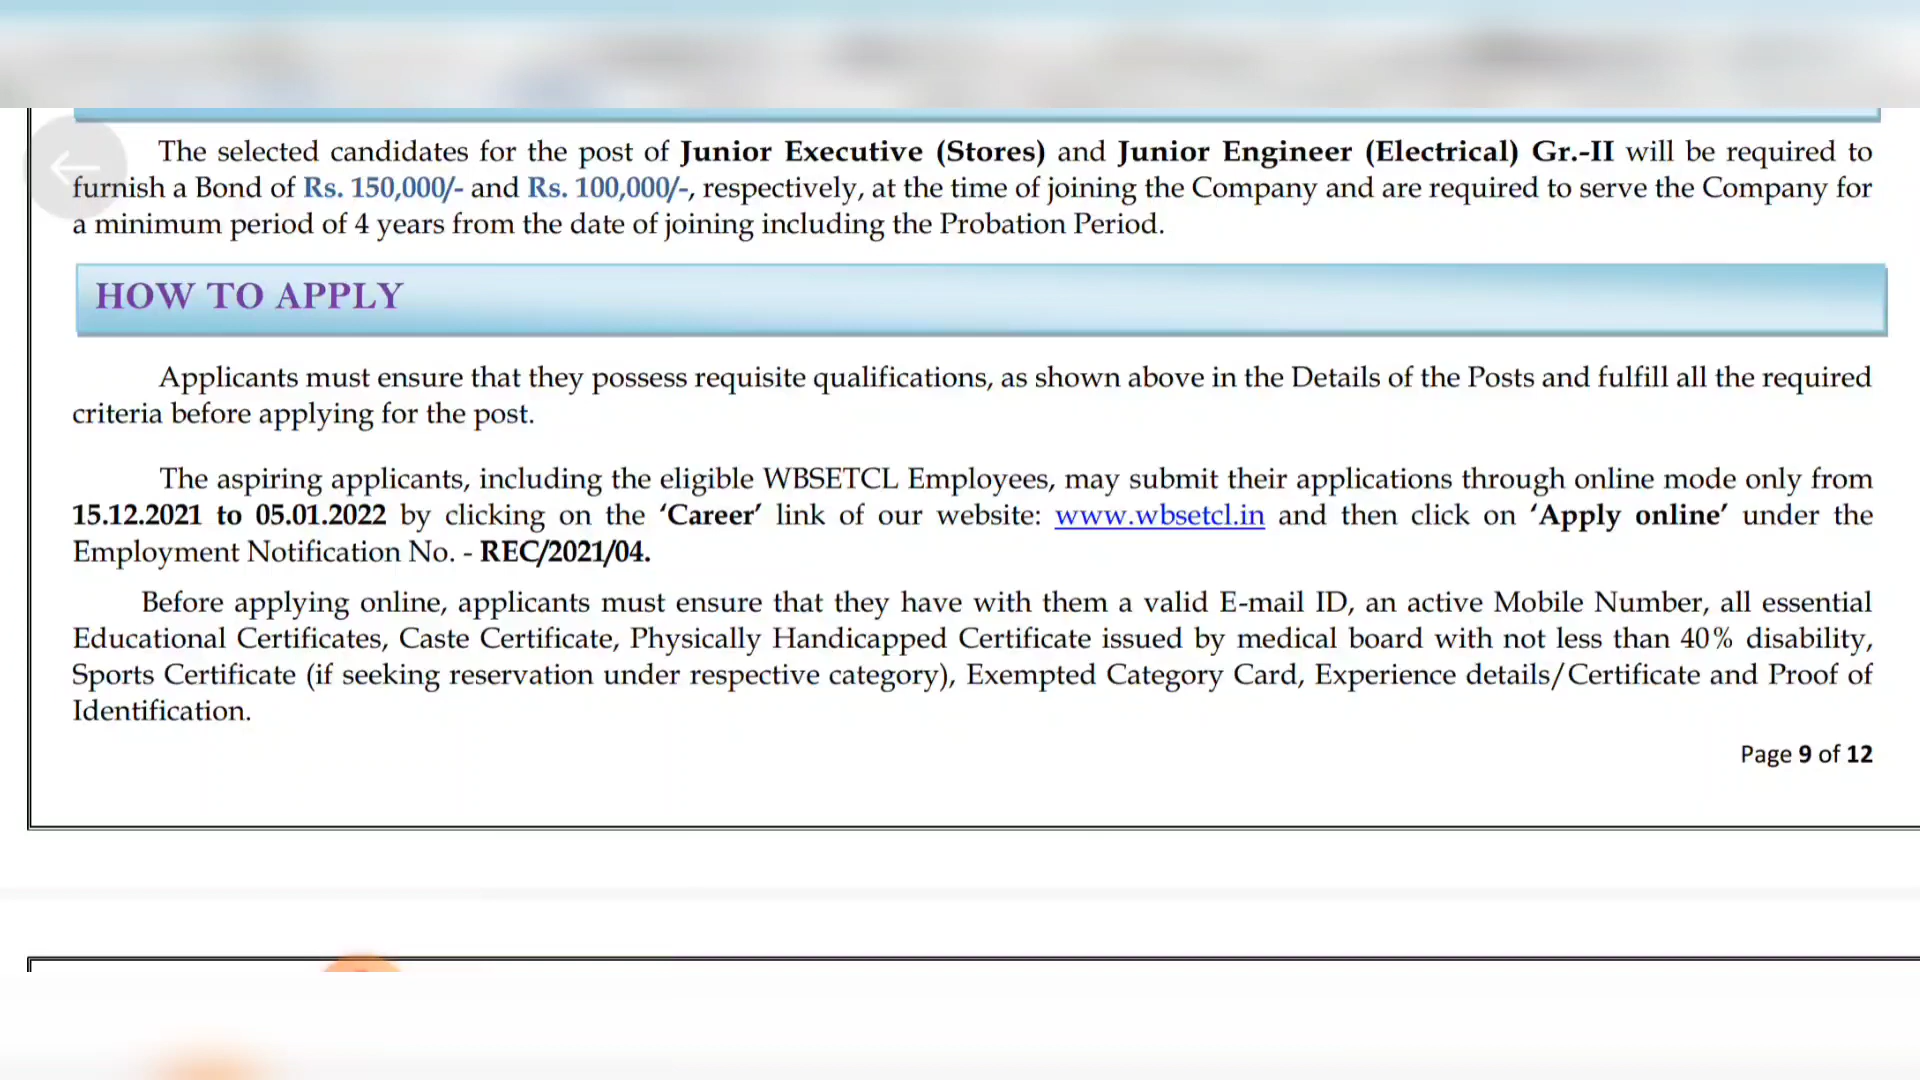 The selected candidates for the post of Junior Executive (Stores) and Junior Engineer (Electrical) Gr.-II will be required to
furnish a Bond of Rs. 150,000/- and Rs. 100,000/-, respectively, at the time of joining the Company and are required to serve the Company for
a minimum period of 4 years from the date of joining including the Probation Period.
HOW TO APPLY
Applicants must ensure that they possess requisite qualifications, as shown above in the Details of the Posts and fulfill all the required
criteria before applying for the post.
The aspiring applicants, including the eligible WBSETCL Employees, may submit their applications through online mode only from
15.12.2021 to 05.01.2022 by clicking on the ‘Career’ link of our website: www.wbsetcl.in and then click on ‘Apply online’ under the
Employment Notification No. - REC/2021/04.
Before applying online, applicants must ensure that they have with them a valid E-mail ID, an active Mobile Number, all essential
Educational Certificates, Caste Certificate, Physically Handicapped Certificate issued by medical board with not less than 40% disability,
Sports Certificate (if seeking reservation under respective category), Exempted Category Card, Experience details/Certificate and Proof of
Identification.
Page 9 of 12